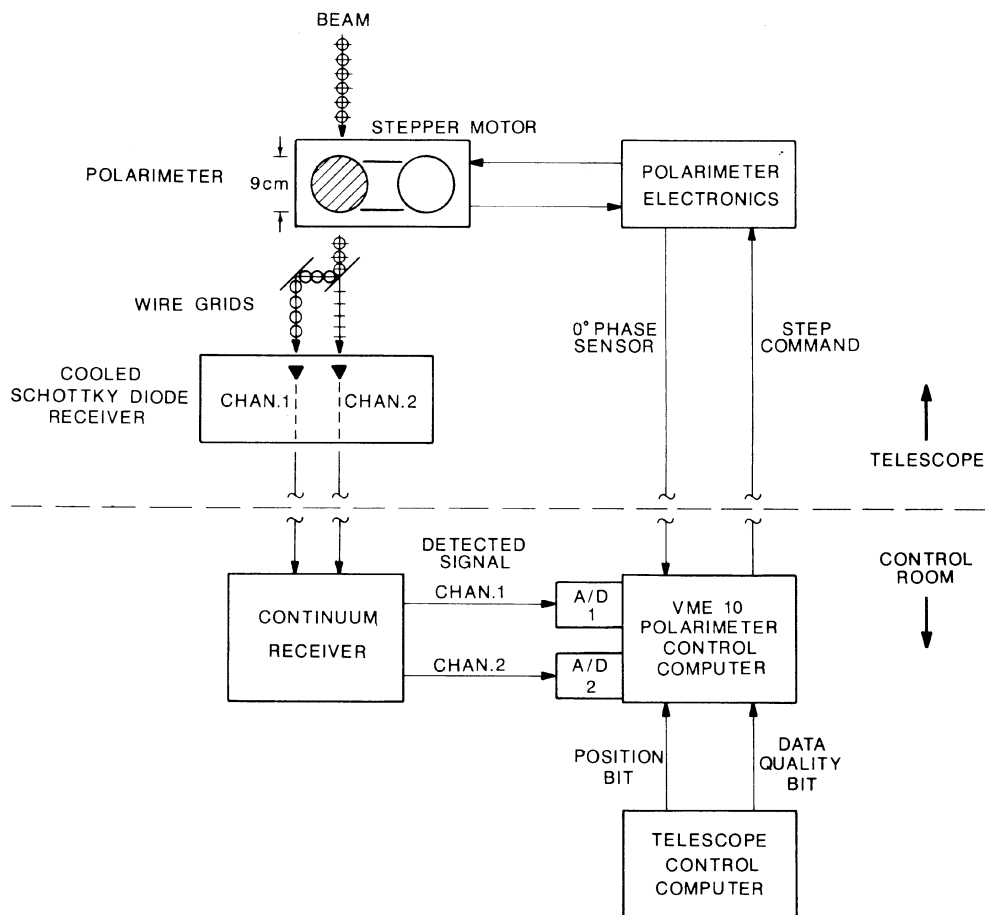 BEAM
STEPPER MOTOR
POLARIMETER
9cm
POLARIMETER
ELECTRONICS
WIRE GRIDS
0° PHASE
SENSOR
STEP
COMMAND
COOLED
SCHOTTKY DIODE
RECEIVER
CHAN.1
CHAN.2
TELESCOPE
CONTROL
ROOM
DETECTED
SIGNAL
CHAN.1
CHAN.2
CONTINUUM
RECEIVER
A/D
1
A/D
2
VME 10
POLARIMETER
CONTROL
COMPUTER
POSITION
BIT
DATA
QUALITY
BIT
TELESCOPE
CONTROL
COMPUTER